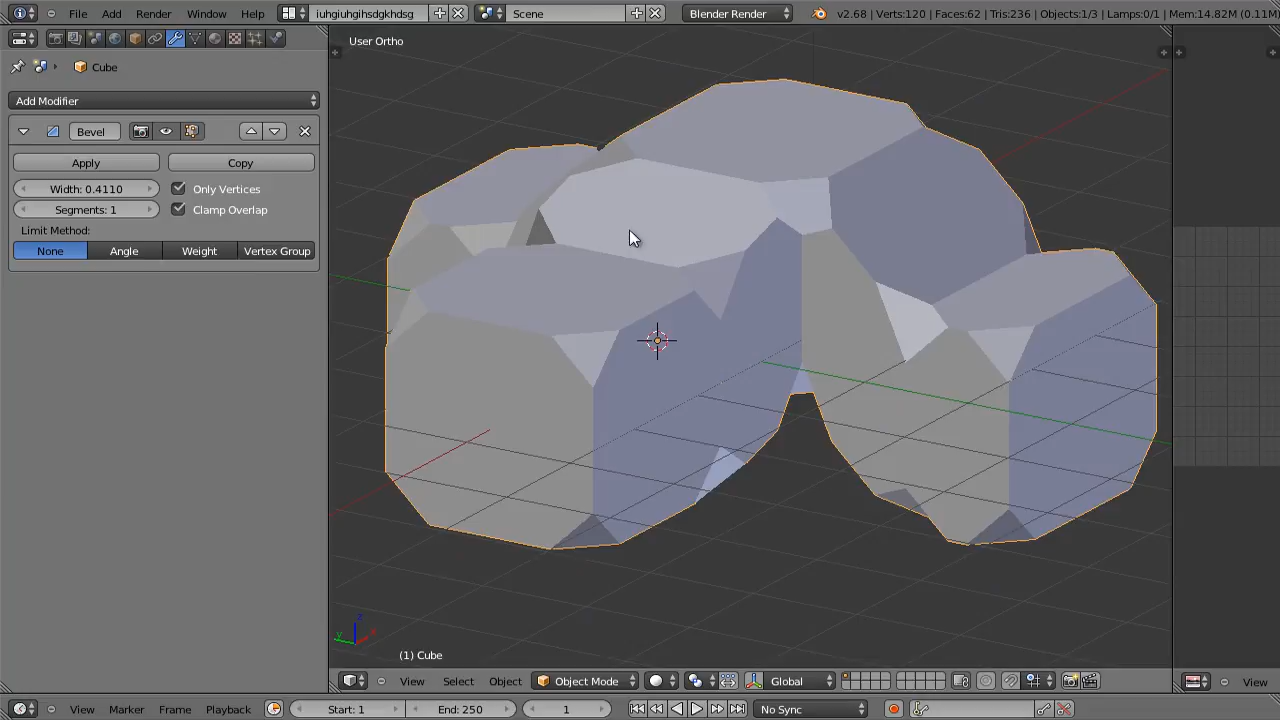 File Add Render Window Help iuhgiuhgihsdgkhdsg Scene Blender Render v2.68 | Verts:120 | Faces:62 | Tris:236 | Objects:1/3 | Lamps:0/1 | Mem:14.82M (0.11M)
User Ortho
Cube
Add Modifier
Bevel
Apply Copy
Width: 0.4110 Only Vertices
Segments: 1 Clamp Overlap
Limit Method:
None Angle Weight Vertex Group
z
y x
(1) Cube
View Select Object Object Mode Global View
View Marker Frame Playback Start: 1 End: 250 1 No Sync